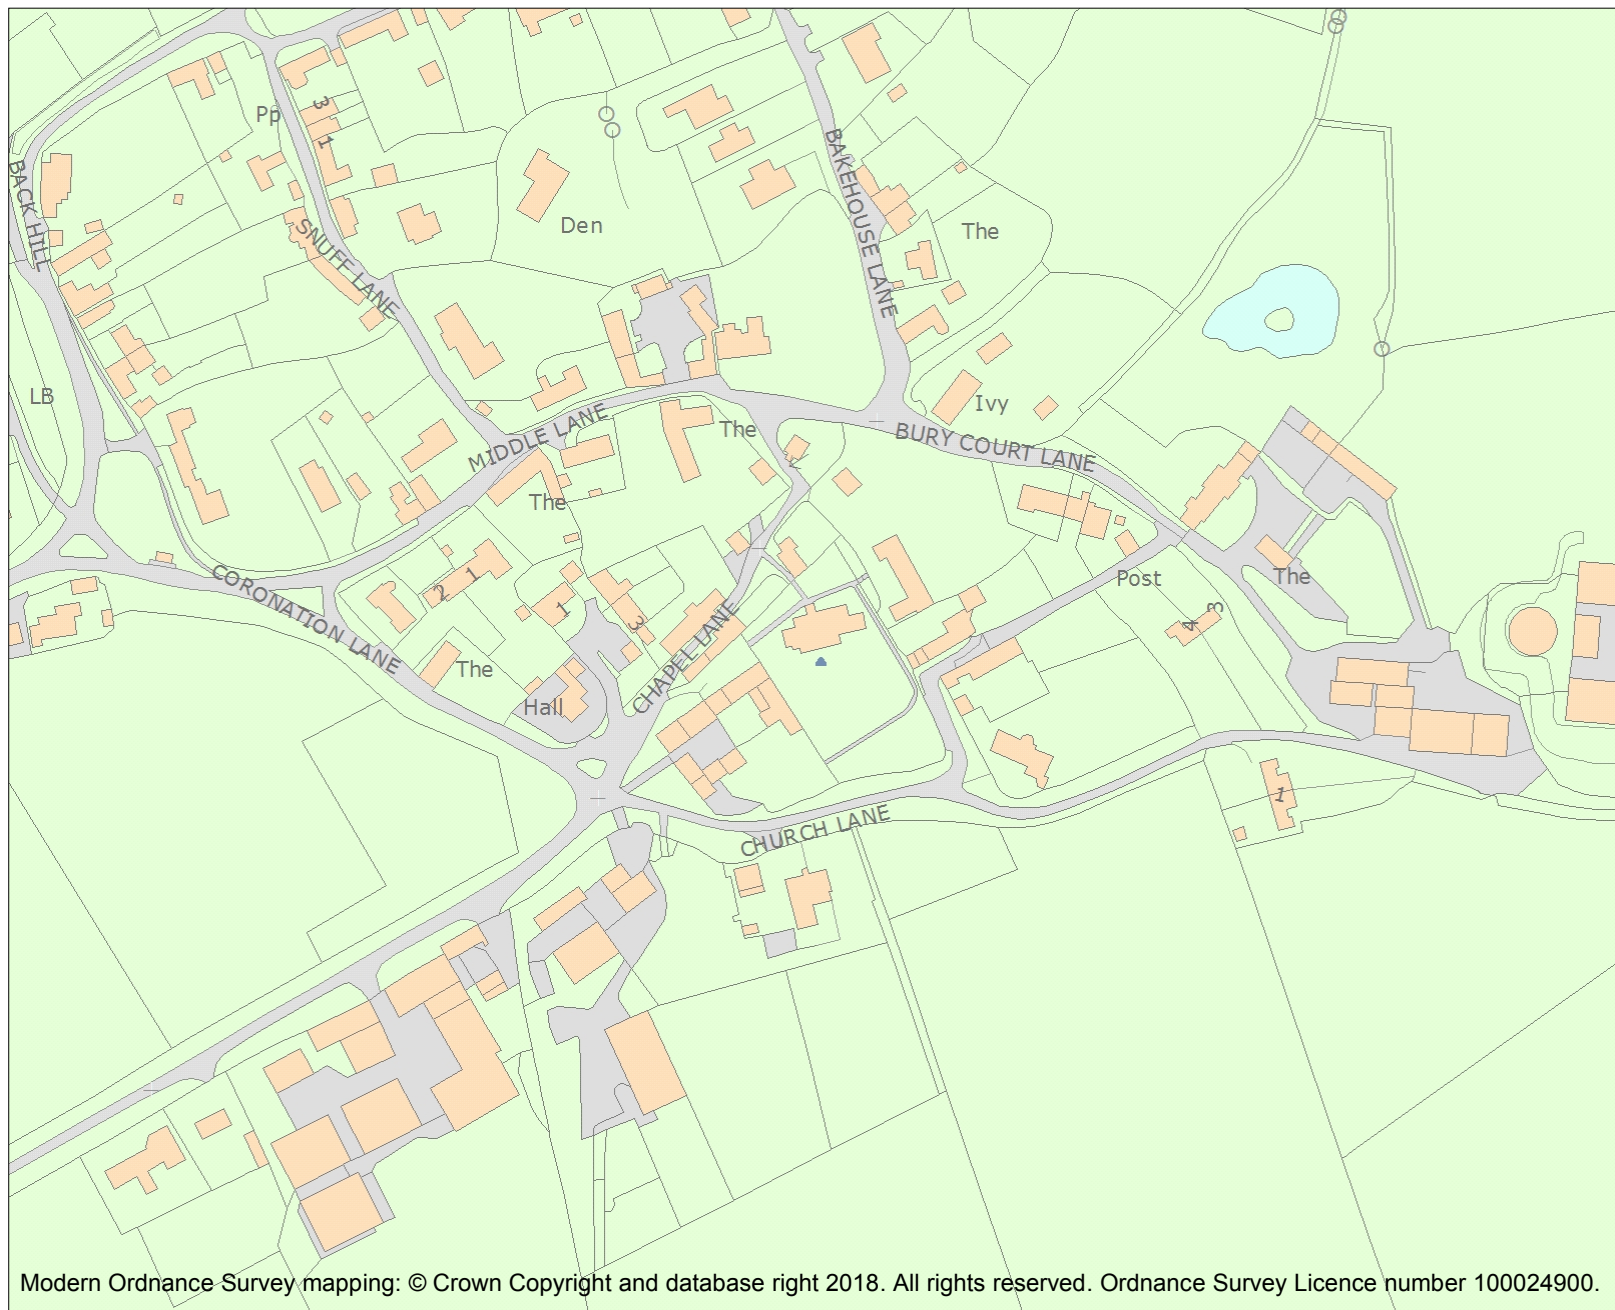 Pp
3
1
BACK HILL
SNUFF LANE
Den
BAKEHOUSE LANE
The
LB
MIDDLE LANE
The
Ivy
BURY COURT LANE
The
CORONATION LANE
2 1
1
3
Post
The
4 3
The
Hall
CHAPEL LANE
CHURCH LANE
1
Modern Ordnance Survey mapping: © Crown Copyright and database right 2018. All rights reserved. Ordnance Survey Licence number 100024900.